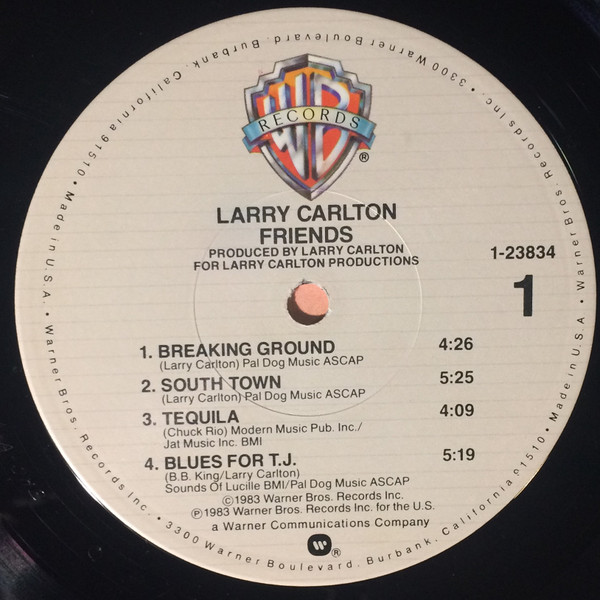 3300 Warner Boulevard, Burbank, California 91510 • Made in U.S.A. • Warner Bros. Records Inc. • 3300 Warner Boulevard, Burbank, California 91510 • Made in U.S.A. • Warner Bros. Records Inc. •
WB
RECORDS
®
LARRY CARLTON
FRIENDS
PRODUCED BY LARRY CARLTON
FOR LARRY CARLTON PRODUCTIONS
1-23834
1
1. BREAKING GROUND 4:26
(Larry Carlton) Pal Dog Music ASCAP
2. SOUTH TOWN 5:25
(Larry Carlton) Pal Dog Music ASCAP
3. TEQUILA 4:09
(Chuck Rio) Modern Music Pub. Inc./
Jat Music Inc. BMI
4. BLUES FOR T.J. 5:19
(B.B. King/Larry Carlton)
Sounds Of Lucille BMI/Pal Dog Music ASCAP
©1983 Warner Bros. Records Inc.
℗1983 Warner Bros. Records Inc. for the U.S.
a Warner Communications Company
®